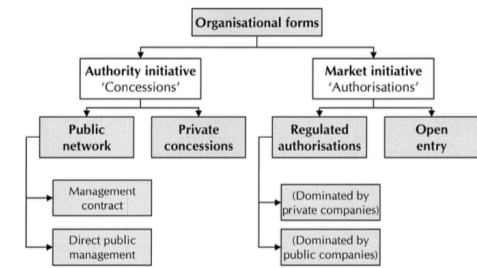 Organisational forms
Authority initiative
'Concessions'
Market initiative
'Authorisations'
Public
network
Private
concessions
Regulated
authorisations
Open
entry
Management
contract
Direct public
management
(Dominated by
private companies)
(Dominated by
public companies)